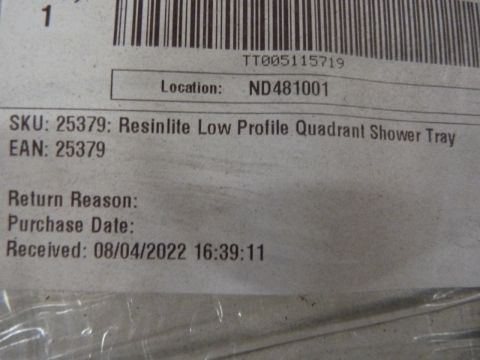 1
TT005115719
Location: ND481001
SKU: 25379: Resinlite Low Profile Quadrant Shower Tray
EAN: 25379
Return Reason:
Purchase Date:
Received: 08/04/2022 16:39:11